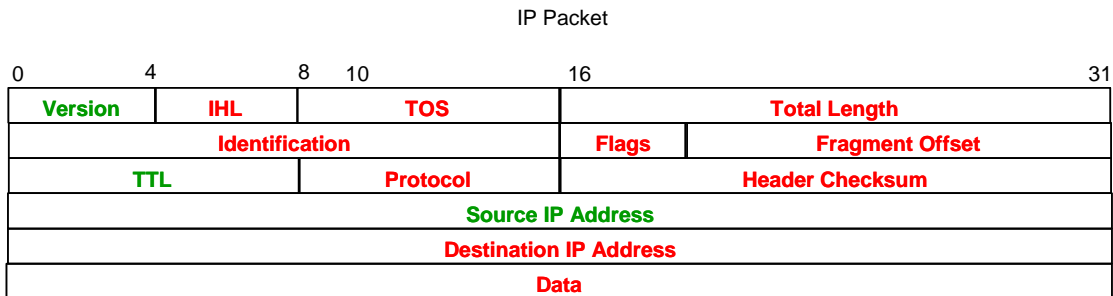 IP Packet
0 4 8 10 16 31
Version IHL TOS Total Length
Identification Flags Fragment Offset
TTL Protocol Header Checksum
Source IP Address
Destination IP Address
Data